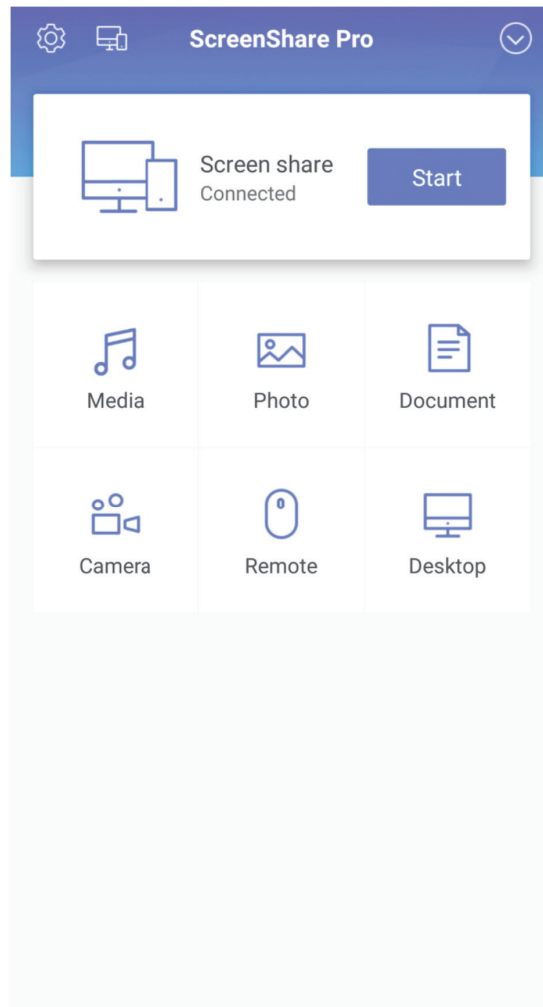 ScreenShare Pro
Screen share
Connected
Start
Media
Photo
Document
Camera
Remote
Desktop